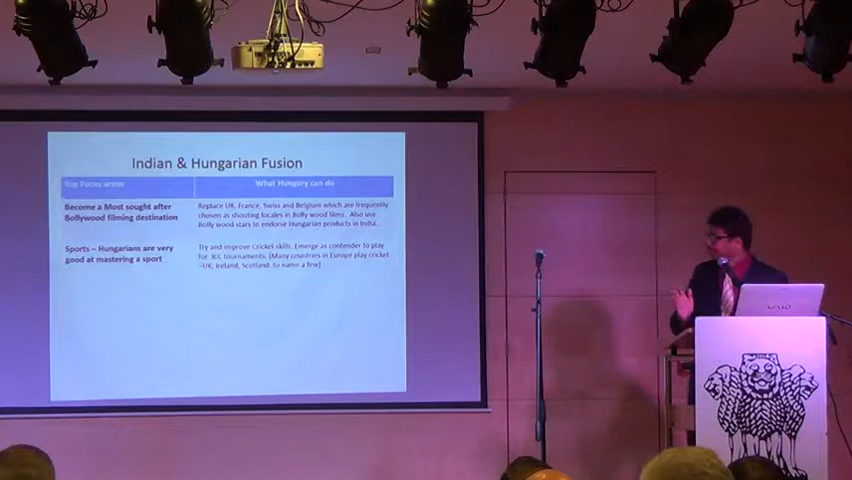 Indian & Hungarian Fusion
Top Focus areas
What Hungary can do
Become a Most sought after
Bollywood filming destination
Replace UK, France, Swiss and Belgium which are frequently
chosen as shooting locales in Bolly wood films. Also use
Bolly wood stars to endorse Hungarian products in India.
Sports – Hungarians are very
good at mastering a sport
Try and improve Cricket skills. Emerge as contender to play
for ICC tournaments. [Many countries in Europe play cricket
–UK, Ireland, Scotland to name a few]
VAIO